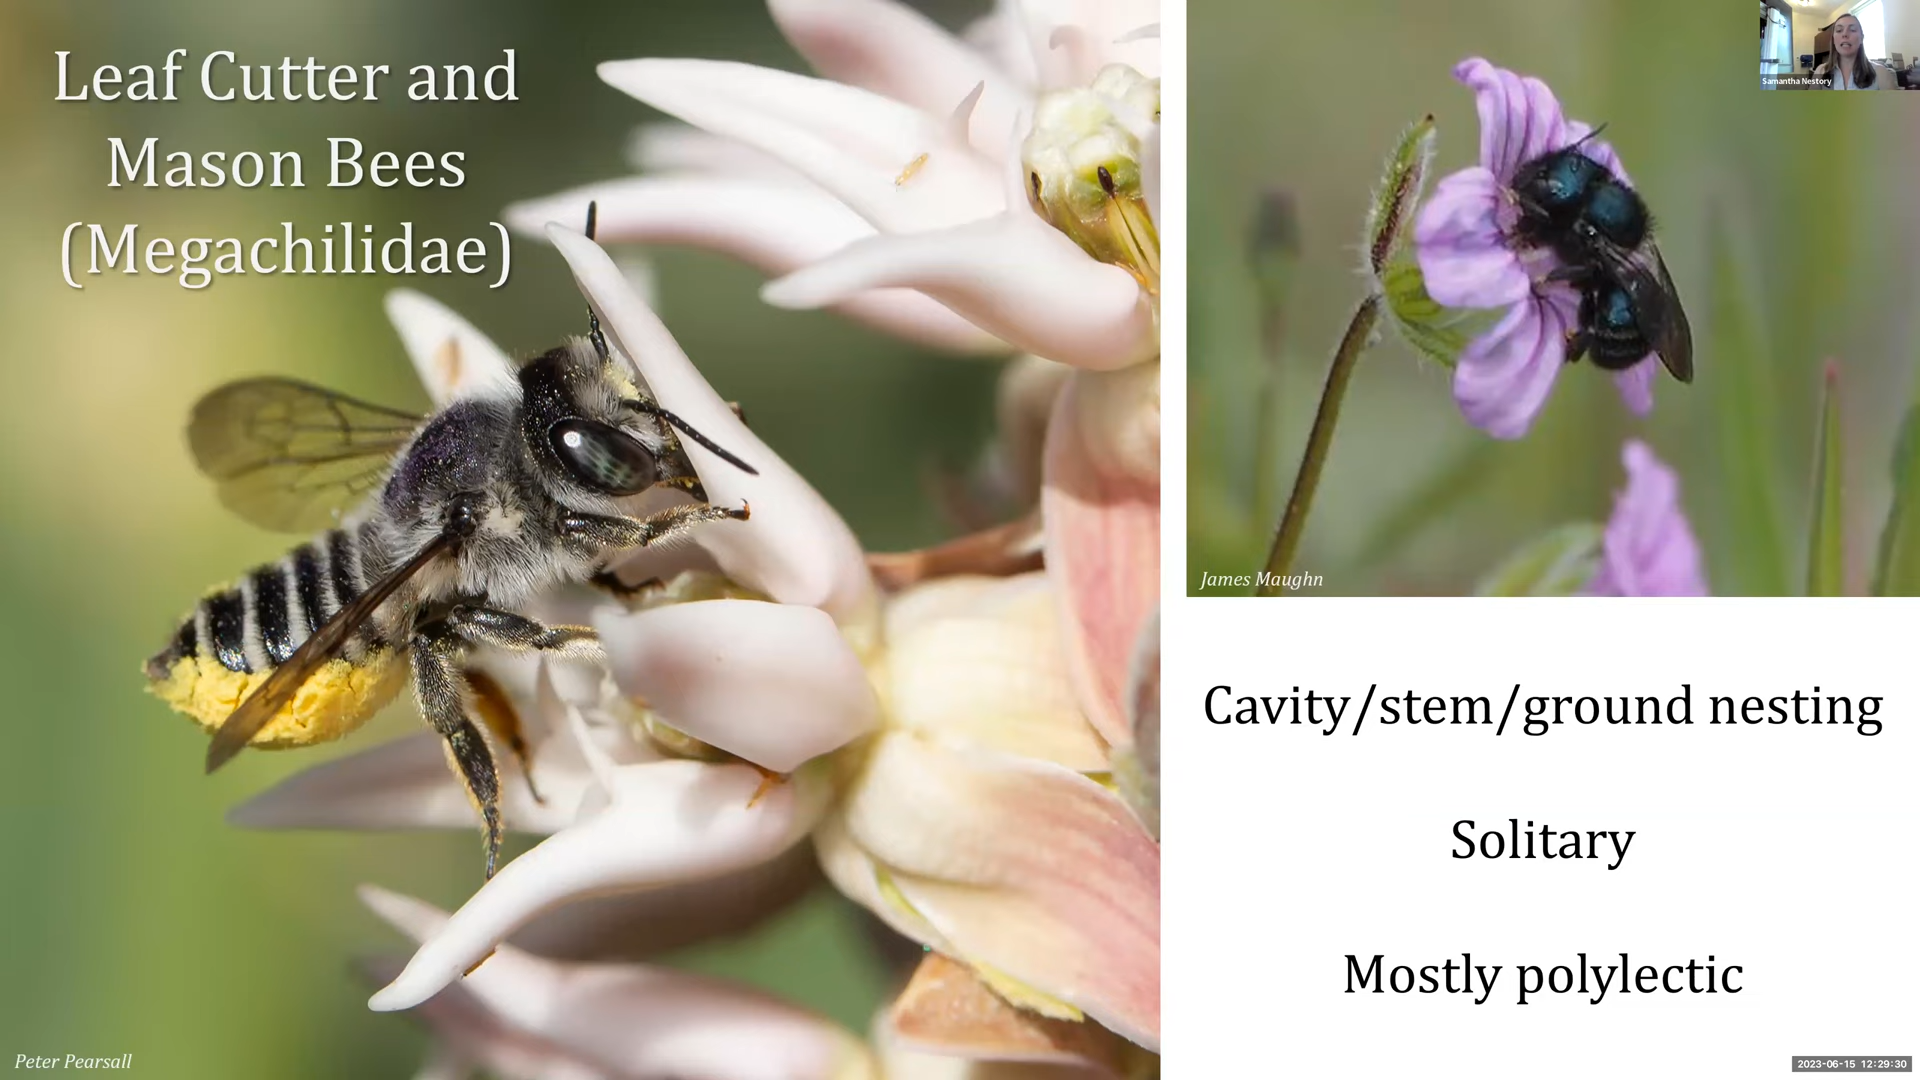 Leaf Cutter and
Mason Bees
(Megachilidae)
Samantha Nestory
James Maughn
Cavity/stem/ground nesting
Solitary
Mostly polylectic
Peter Pearsall
2023-06-15 12:29:30